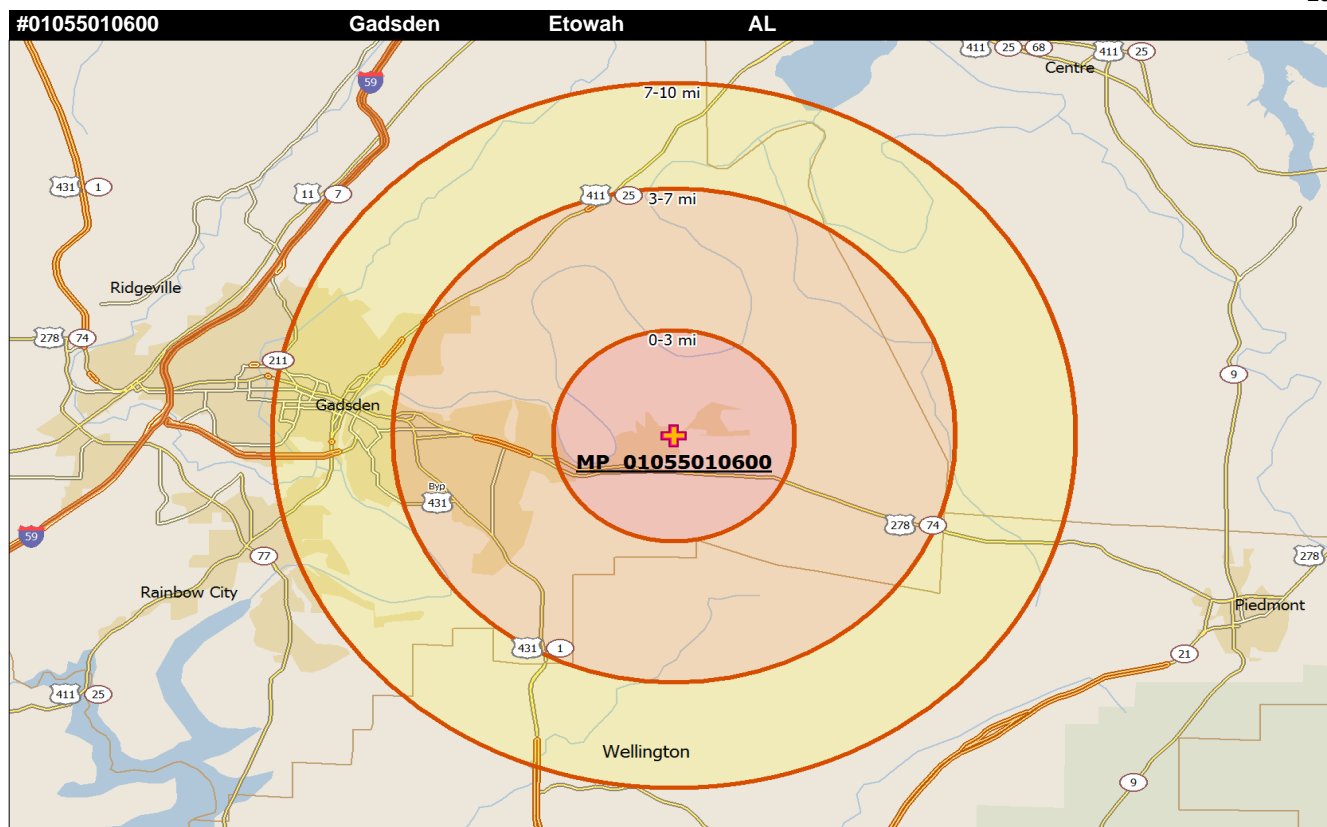 #01055010600 Gadsden Etowah AL
411 25 68 411 25
Centre
59
7-10 mi
431 1
11 7
411 25
3-7 mi
Ridgeville
278 74
0-3 mi
211
9
Gadsden
MP 01055010600
Byp
431
278 74
59
77
278
Rainbow City
Piedmont
431 1
21
411 25
Wellington
9